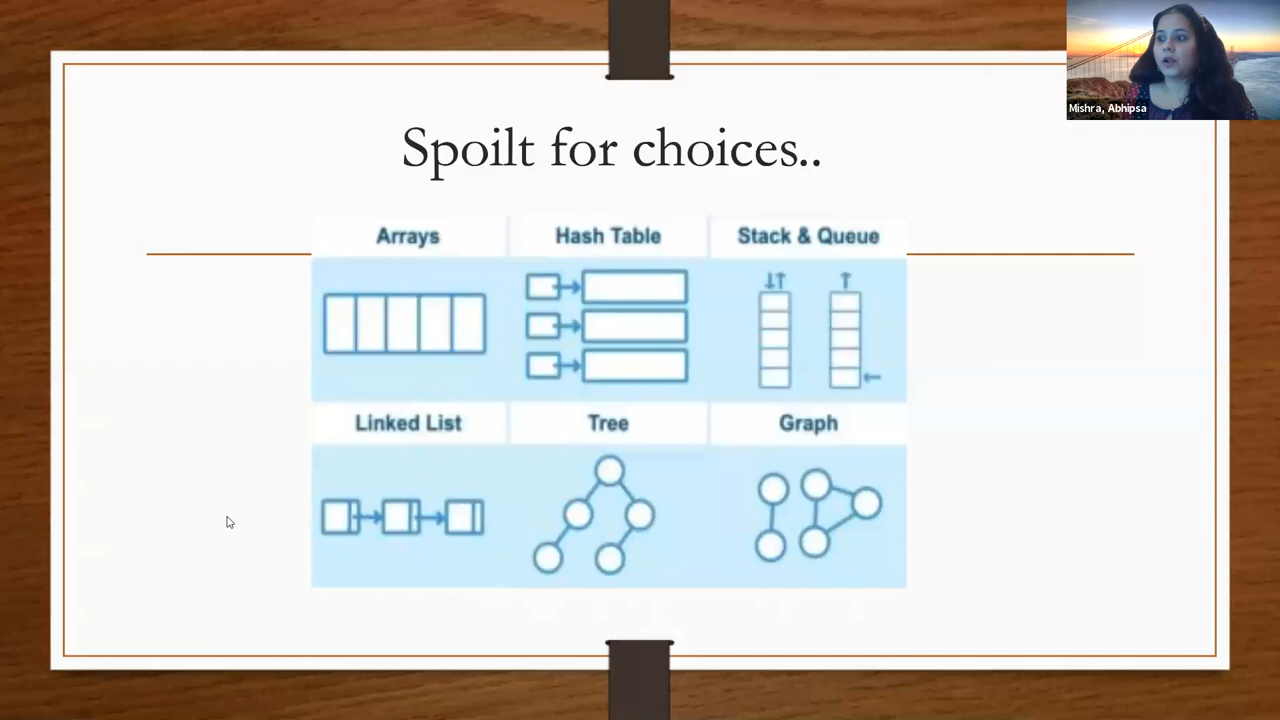 Mishra, Abhipsa
Spoilt for choices..
Arrays
Hash Table
Stack & Queue
Linked List
Tree
Graph